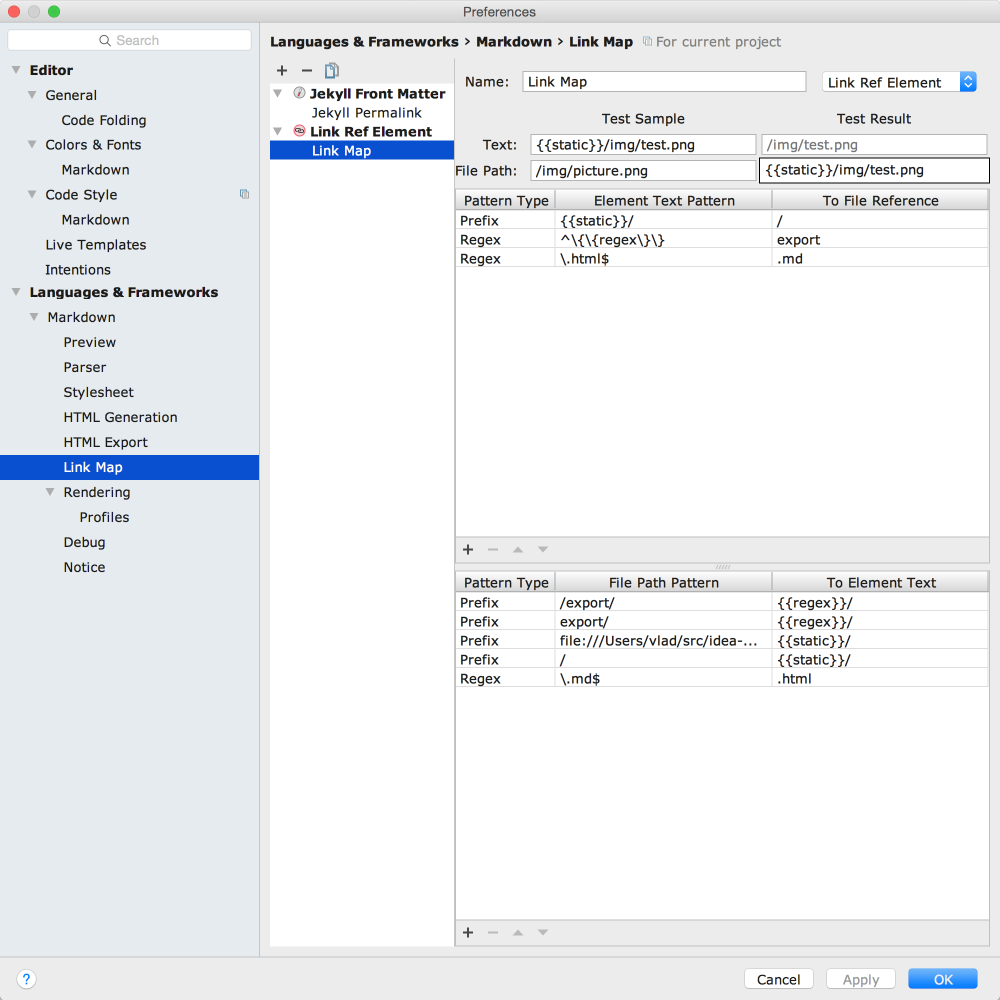 Preferences
Search
Editor
General
Code Folding
Colors & Fonts
Markdown
Code Style
Markdown
Live Templates
Intentions
Languages & Frameworks
Markdown
Preview
Parser
Stylesheet
HTML Generation
HTML Export
Link Map
Rendering
Profiles
Debug
Notice
Languages & Frameworks › Markdown › Link Map For current project
Jekyll Front Matter
Jekyll Permalink
Link Ref Element
Link Map
Name: Link Map Link Ref Element
Test Sample Test Result
Text: {{static}}/img/test.png /img/test.png
File Path: /img/picture.png {{static}}/img/test.png
Pattern Type Element Text Pattern To File Reference
Prefix {{static}}/ /
Regex ^\{\{regex\}\} export
Regex \.html$ .md
Pattern Type File Path Pattern To Element Text
Prefix /export/ {{regex}}/
Prefix export/ {{regex}}/
Prefix file:///Users/vlad/src/idea-... {{static}}/
Prefix / {{static}}/
Regex \.md$ .html
? Cancel Apply OK